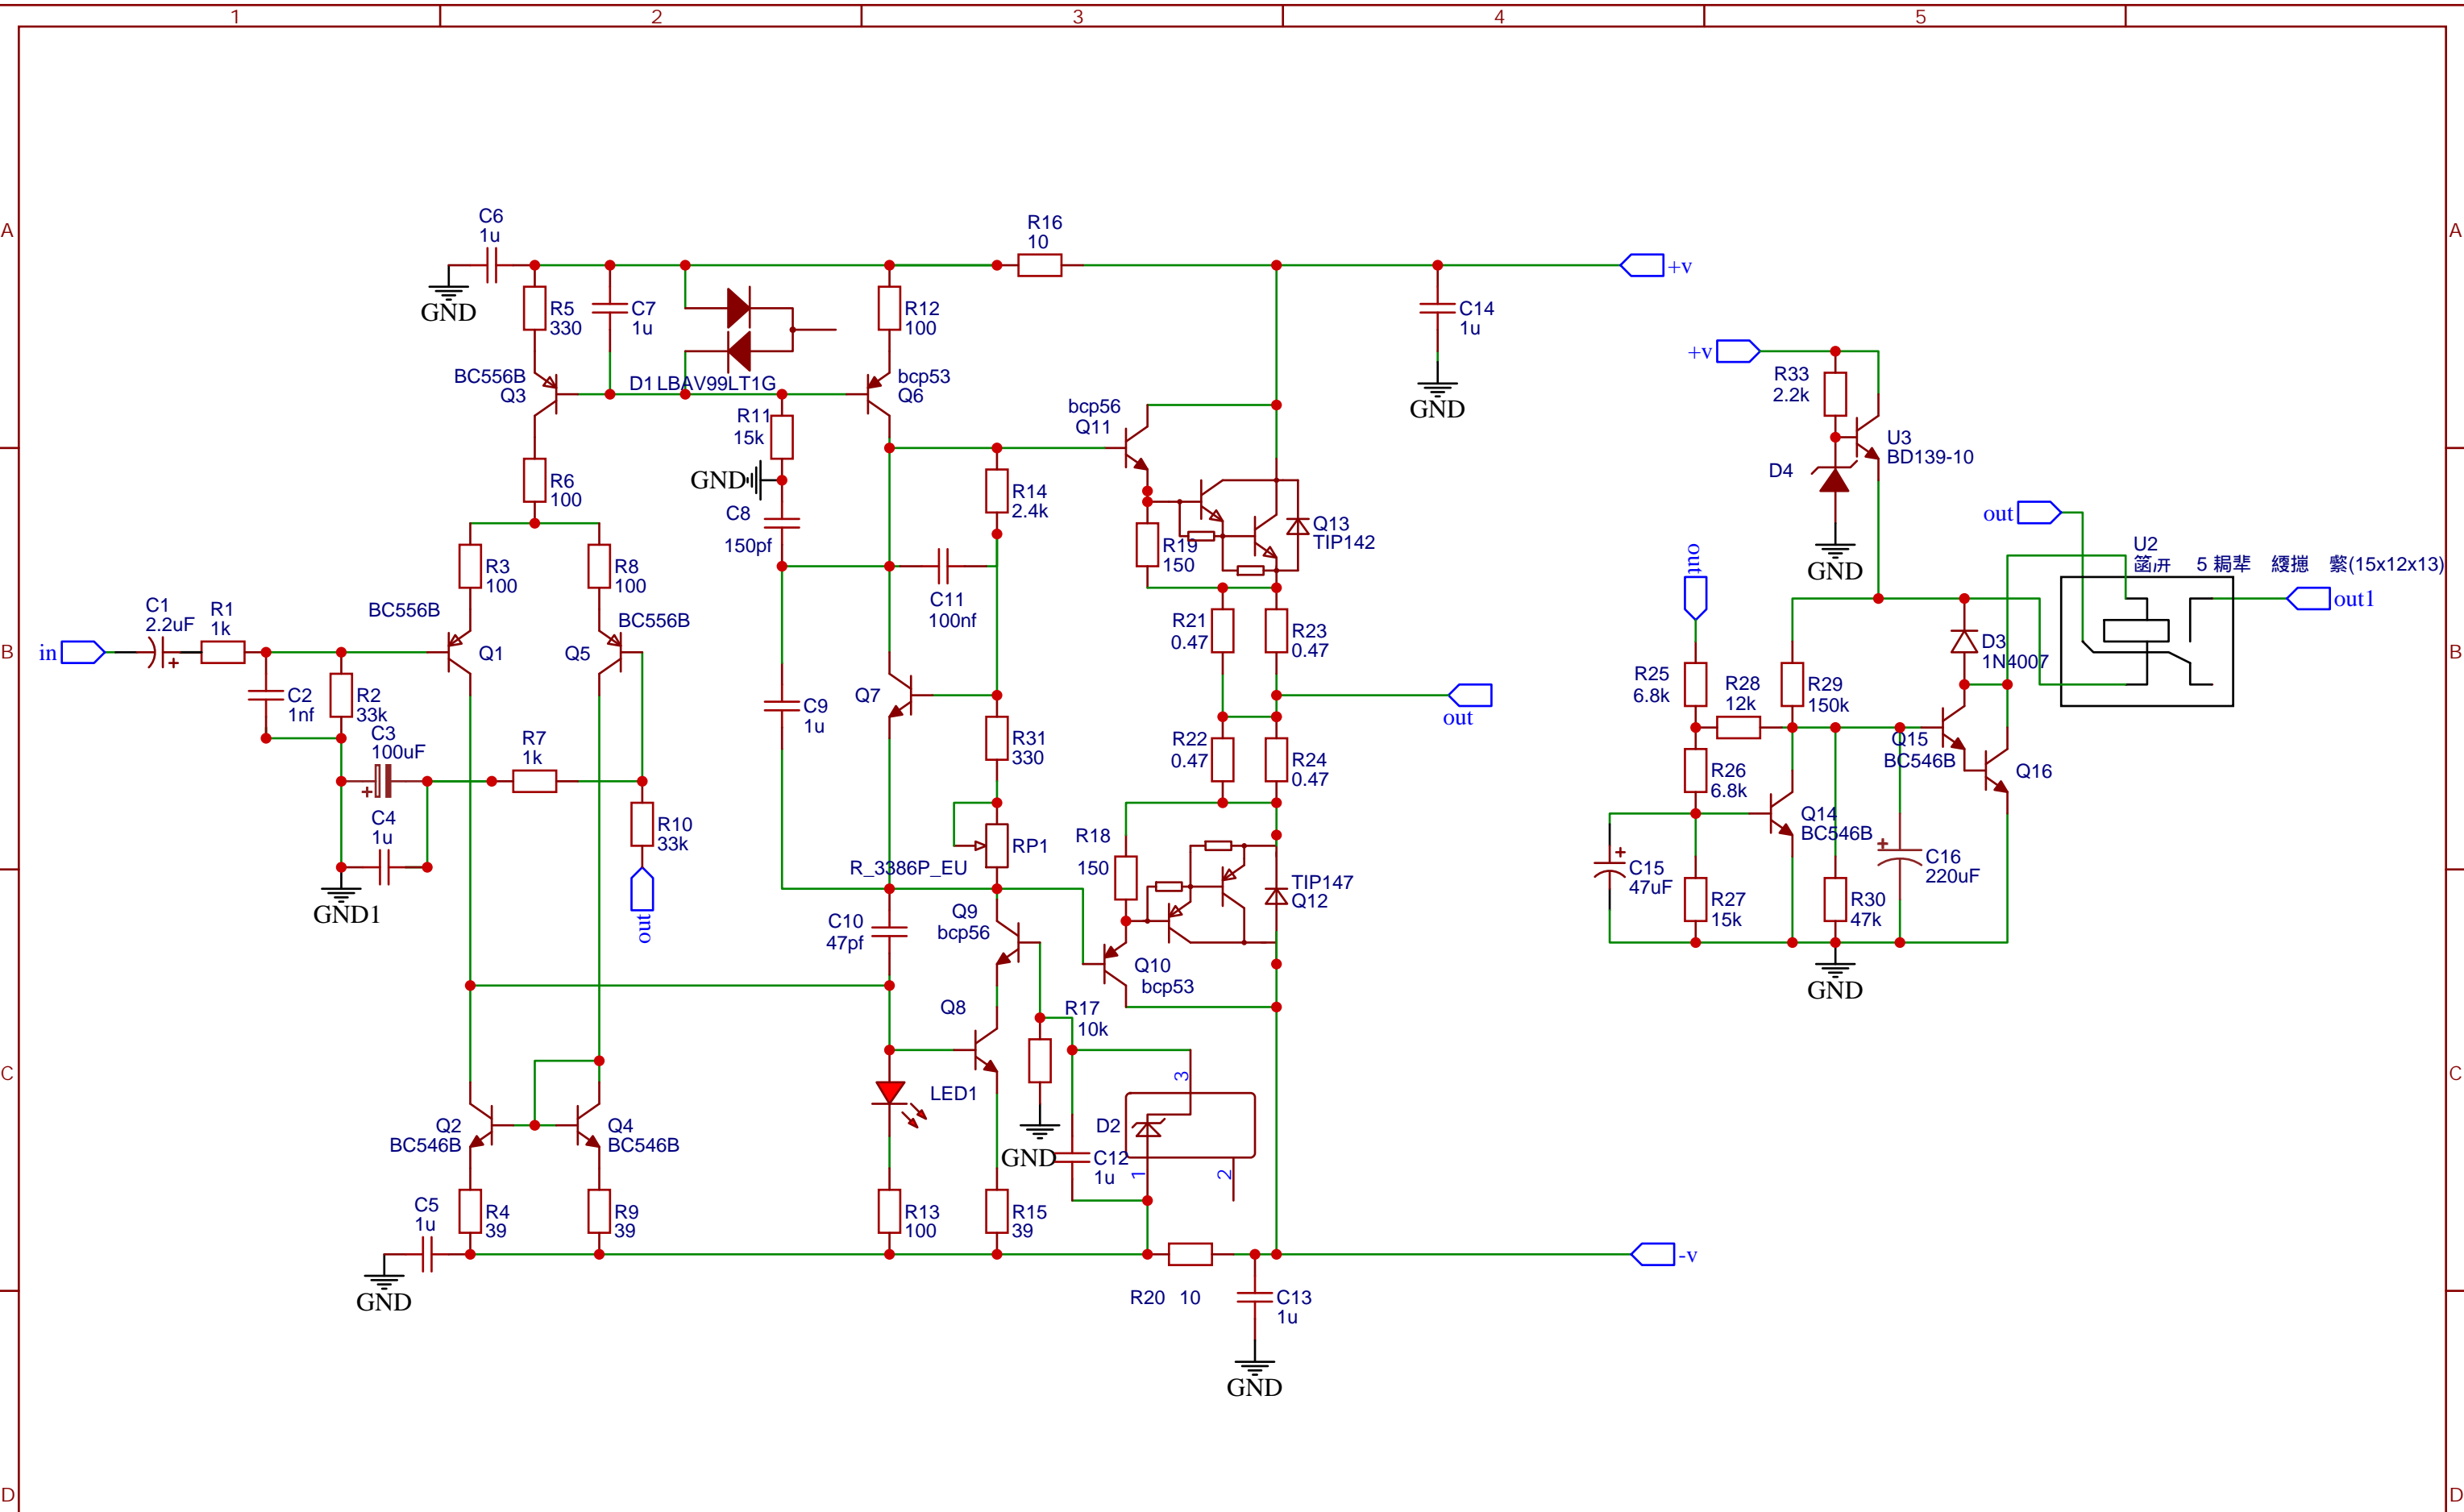 1
2
3
4
5
A
A
B
B
C
C
D
D
C6
1u
GND
R5
330
C7
1u
BC556B
Q3
D1
LBAV99LT1G
R12
100
bcp53
Q6
R16
10
+v
C14
1u
GND
R6
100
R11
15k
GND
C8
150pf
R14
2.4k
bcp56
Q11
R19
150
Q13
TIP142
R3
100
R8
100
BC556B
BC556B
C1
2.2uF
R1
1k
in
Q1
Q5
C2
1nf
R2
33k
C3
100uF
R7
1k
C4
1u
GND1
R10
33k
out
C11
100nf
Q7
C9
1u
R31
330
RP1
R_3386P_EU
R21
0.47
R23
0.47
out
R22
0.47
R24
0.47
R18
150
TIP147
Q12
C10
47pf
Q9
bcp56
Q10
bcp53
Q8
R17
10k
LED1
GND
D2
3
1
2
C12
1u
Q2
BC546B
Q4
BC546B
C5
1u
GND
R4
39
R9
39
R13
100
R15
39
R20
10
C13
1u
GND
-v
+v
R33
2.2k
U3
BD139-10
D4
GND
out
out
U2
5
(15x12x13)
out1
D3
1N4007
R25
6.8k
R28
12k
R29
150k
R26
6.8k
Q15
BC546B
Q16
Q14
BC546B
C15
47uF
R27
15k
R30
47k
C16
220uF
GND